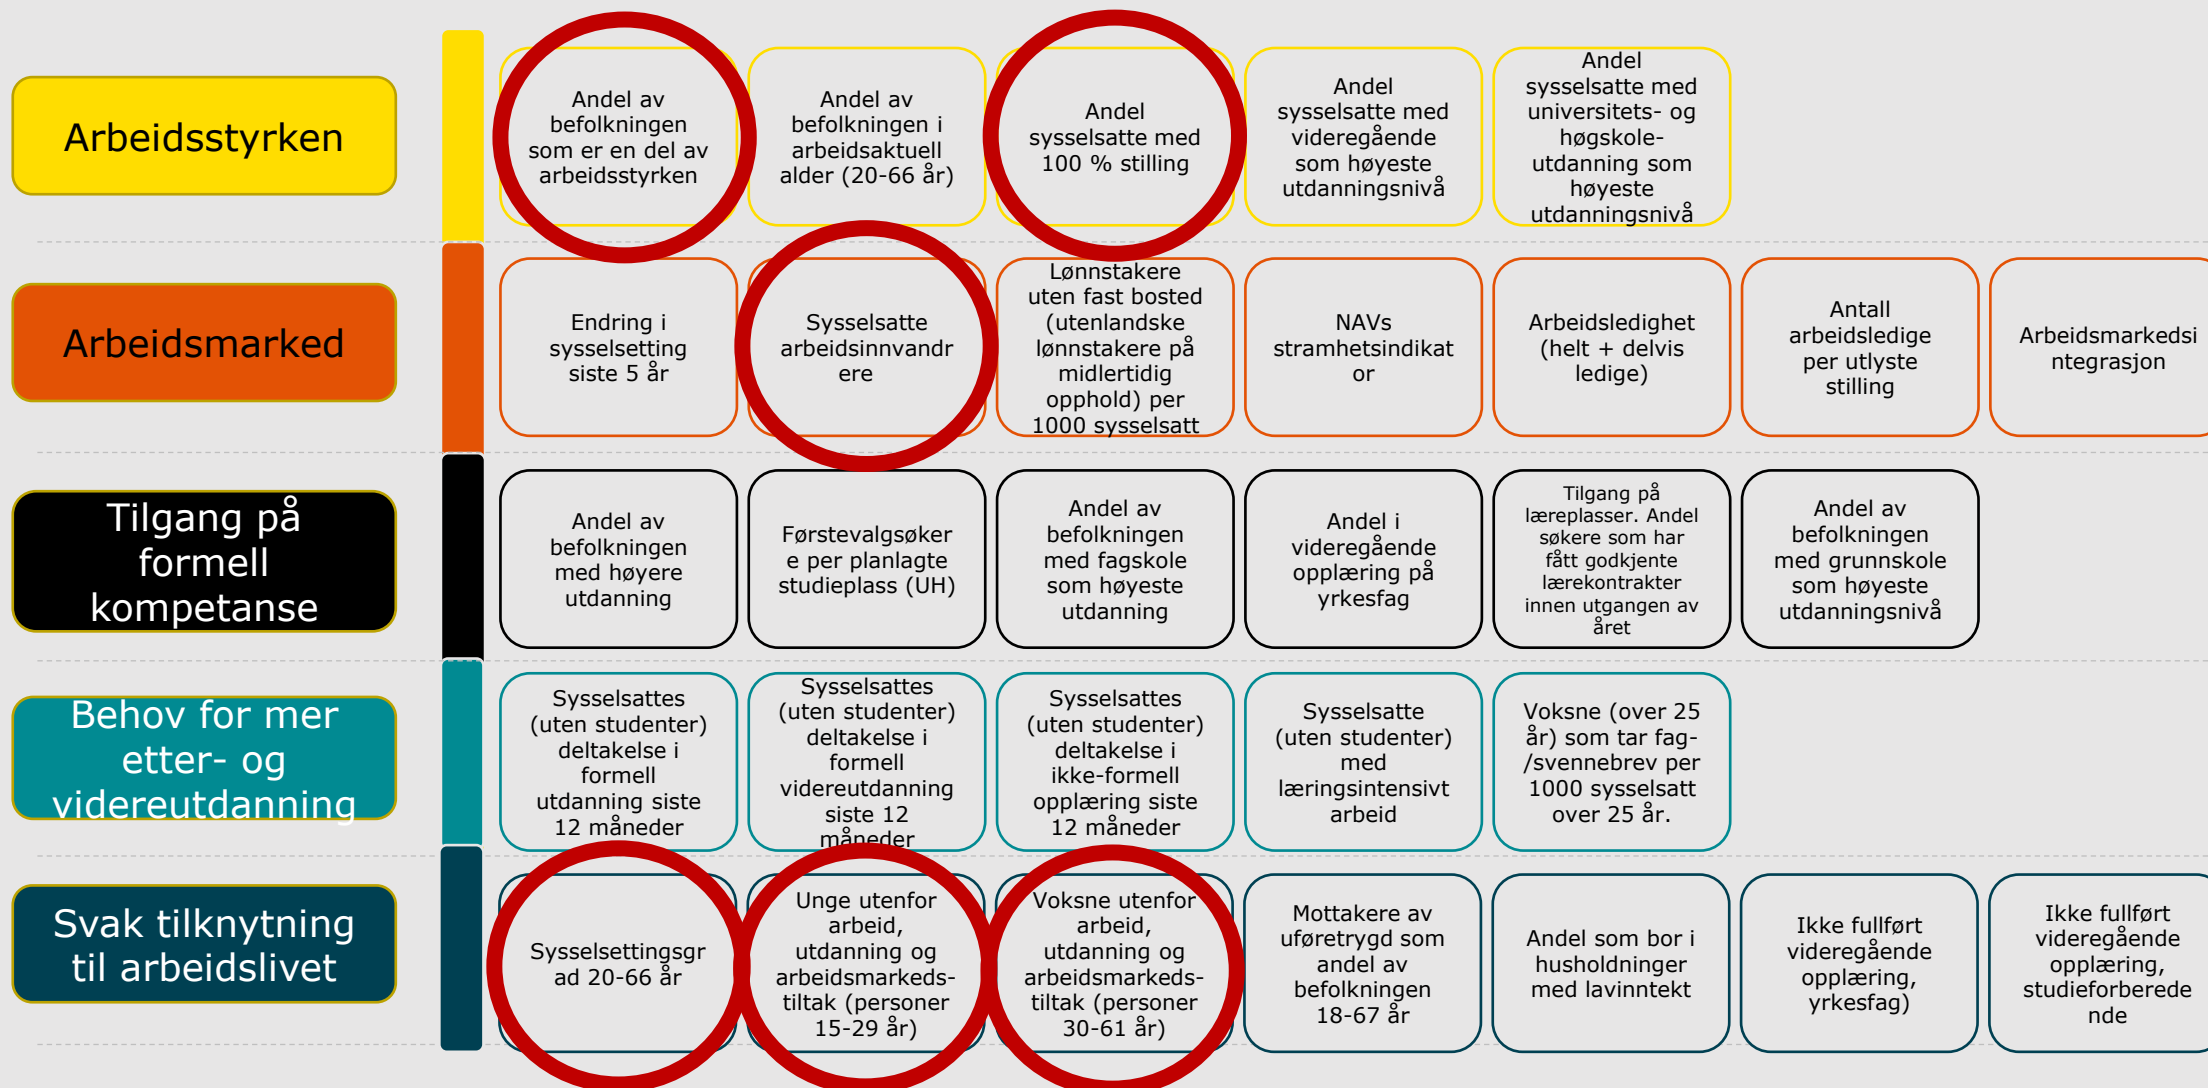 Arbeidsstyrken
Andel av
befolkningen
som er en del av
arbeidsstyrken
Andel av
befolkningen i
arbeidsaktuell
alder (20-66 år)
Andel
sysselsatte med
100 % stilling
Andel
sysselsatte med
videregående
som høyeste
utdanningsnivå
Andel
sysselsatte med
universitets- og
høgskole-
utdanning som
høyeste
utdanningsnivå
Arbeidsmarked
Endring i
sysselsetting
siste 5 år
Sysselsatte
arbeidsinnvandr
ere
Lønnstakere
uten fast bosted
(utenlandske
lønnstakere på
midlertidig
opphold) per
1000 sysselsatt
NAVs
stramhetsindikat
or
Arbeidsledighet
(helt + delvis
ledige)
Antall
arbeidsledige
per utlyste
stilling
Arbeidsmarkedsi
ntegrasjon
Tilgang på
formell
kompetanse
Andel av
befolkningen
med høyere
utdanning
Førstevalgsøker
e per planlagte
studieplass (UH)
Andel av
befolkningen
med fagskole
som høyeste
utdanning
Andel i
videregående
opplæring på
yrkesfag
Tilgang på
læreplasser. Andel
søkere som har
fått godkjente
lærekontrakter
innen utgangen av
året
Andel av
befolkningen
med grunnskole
som høyeste
utdanningsnivå
Behov for mer
etter- og
videreutdanning
Sysselsattes
(uten studenter)
deltakelse i
formell
utdanning siste
12 måneder
Sysselsattes
(uten studenter)
deltakelse i
formell
videreutdanning
siste 12
måneder
Sysselsattes
(uten studenter)
deltakelse i
ikke-formell
opplæring siste
12 måneder
Sysselsatte
(uten studenter)
med
læringsintensivt
arbeid
Voksne (over 25
år) som tar fag-
/svennebrev per
1000 sysselsatt
over 25 år.
Svak tilknytning
til arbeidslivet
Sysselsettingsgr
ad 20-66 år
Unge utenfor
arbeid,
utdanning og
arbeidsmarkeds-
tiltak (personer
15-29 år)
Voksne utenfor
arbeid,
utdanning og
arbeidsmarkeds-
tiltak (personer
30-61 år)
Mottakere av
uføretrygd som
andel av
befolkningen
18-67 år
Andel som bor i
husholdninger
med lavinntekt
Ikke fullført
videregående
opplæring,
yrkesfag)
Ikke fullført
videregående
opplæring,
studieforberede
nde